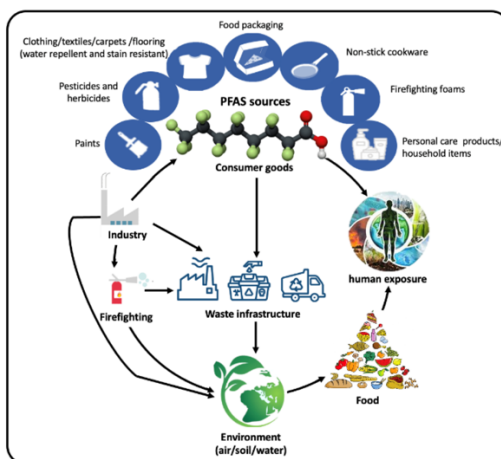 Food packaging
Clothing/textiles/carpets /flooring
(water repellent and stain resistant)
Non-stick cookware
Pesticides and
herbicides
PFAS sources
Firefighting foams
Paints
Personal care products/
household items
Consumer goods
Industry
human exposure
Firefighting
Waste infrastructure
Food
Environment
(air/soil/water)